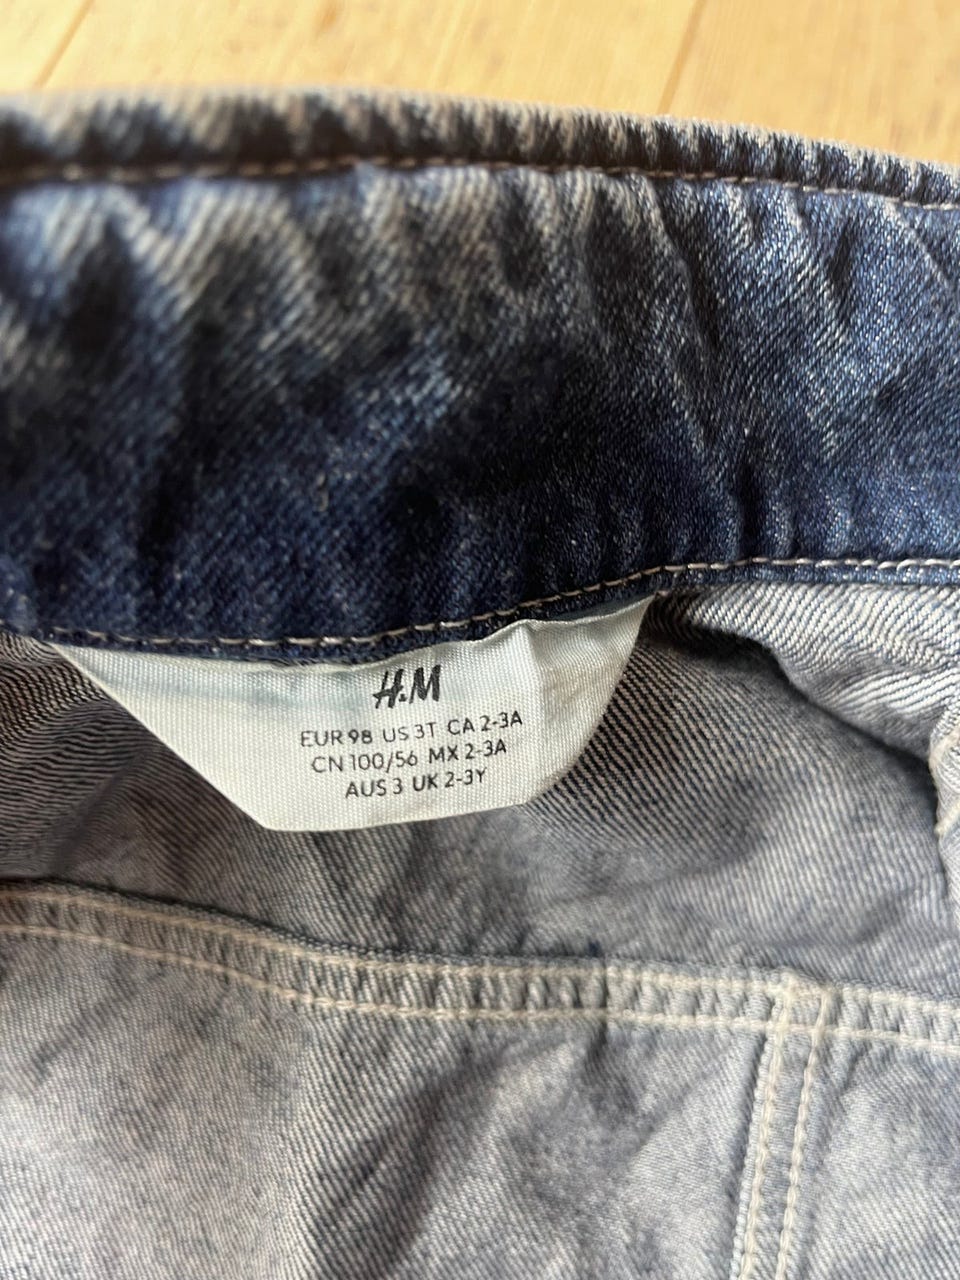 H&M
EUR 98 US 3T CA 2-3A
CN 100/56 MX 2-3A
AUS 3 UK 2-3Y